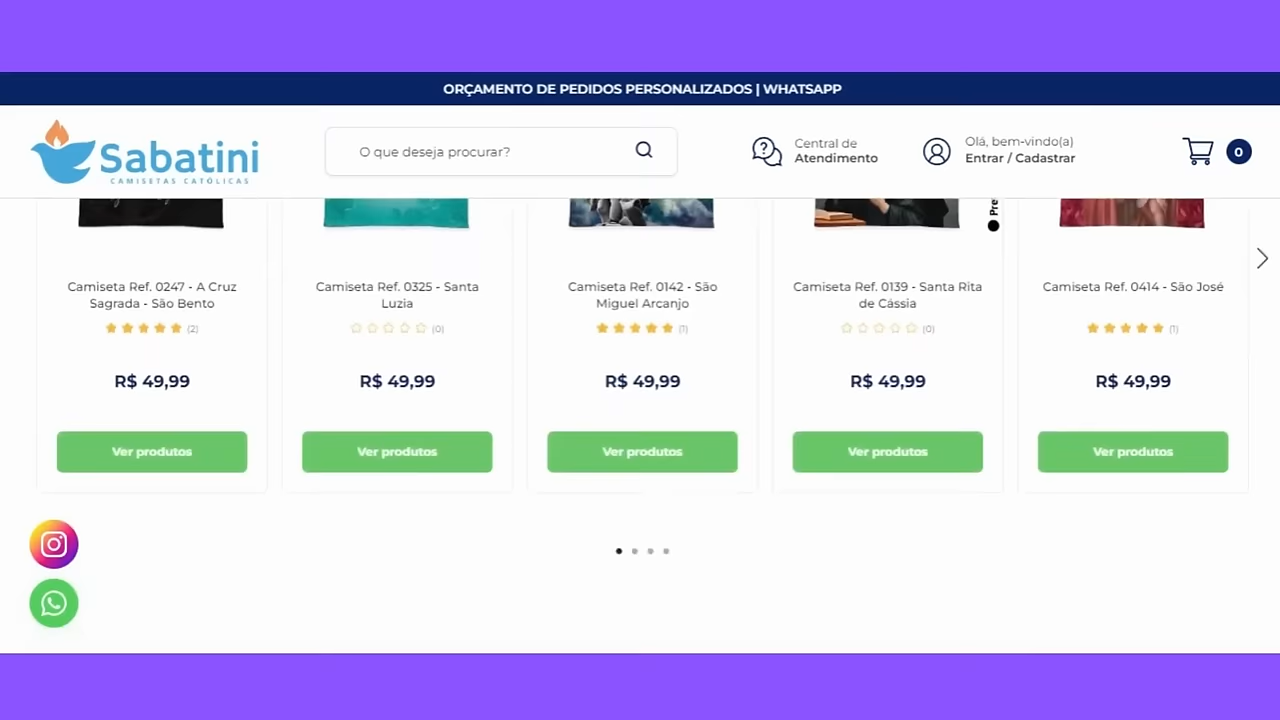 ORÇAMENTO DE PEDIDOS PERSONALIZADOS | WHATSAPP
Sabatini
CAMISETAS CATÓLICAS
O que deseja procurar?
Central de
Atendimento
Olá, bem-vindo(a)
Entrar / Cadastrar
0
Camiseta Ref. 0247 - A Cruz
Sagrada - São Bento
(2)
R$ 49,99
Ver produtos
Camiseta Ref. 0325 - Santa
Luzia
(0)
R$ 49,99
Ver produtos
Camiseta Ref. 0142 - São
Miguel Arcanjo
(1)
R$ 49,99
Ver produtos
Pre
Camiseta Ref. 0139 - Santa Rita
de Cássia
(0)
R$ 49,99
Ver produtos
Camiseta Ref. 0414 - São José
(1)
R$ 49,99
Ver produtos